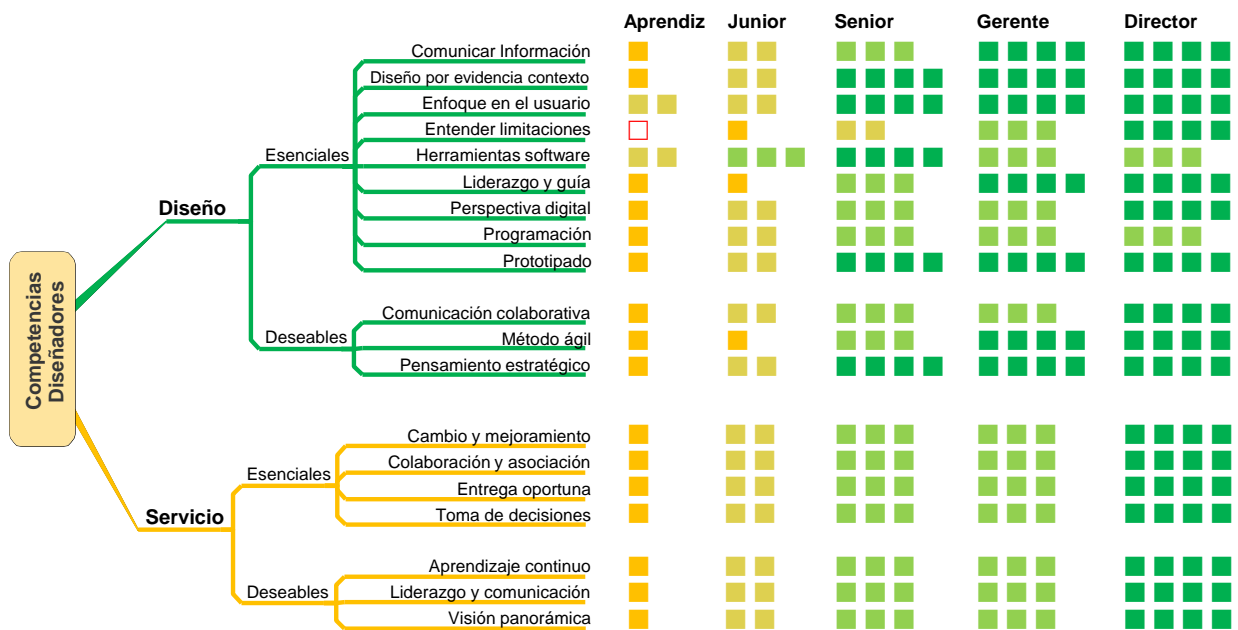 Aprendiz Junior Senior Gerente Director
Comunicar Información
Diseño por evidencia contexto
Enfoque en el usuario
Entender limitaciones
Esenciales
Herramientas software
Liderazgo y guía
Diseño
Perspectiva digital
Programación
Prototipado
Comunicación colaborativa
Deseables
Método ágil
Pensamiento estratégico
Competencias
Diseñadores
Cambio y mejoramiento
Colaboración y asociación
Esenciales
Entrega oportuna
Servicio
Toma de decisiones
Aprendizaje continuo
Deseables
Liderazgo y comunicación
Visión panorámica